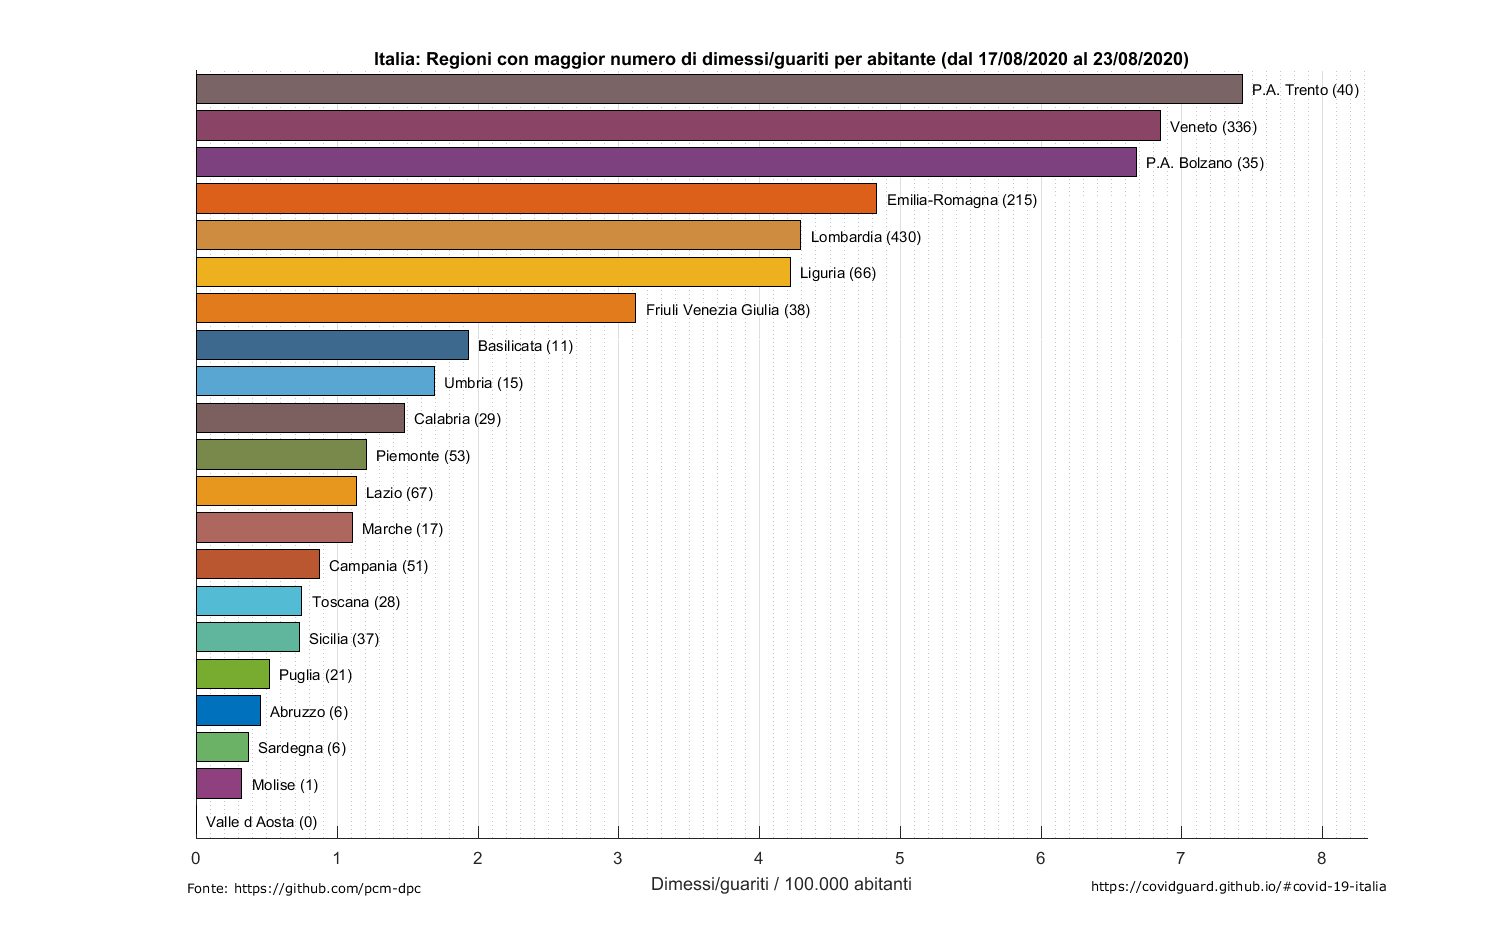 Italia: Regioni con maggior numero di dimessi/guariti per abitante (dal 17/08/2020 al 23/08/2020)
P.A. Trento (40)
Veneto (336)
P.A. Bolzano (35)
Emilia-Romagna (215)
Lombardia (430)
Liguria (66)
Friuli Venezia Giulia (38)
Basilicata (11)
Umbria (15)
Calabria (29)
Piemonte (53)
Lazio (67)
Marche (17)
Campania (51)
Toscana (28)
Sicilia (37)
Puglia (21)
Abruzzo (6)
Sardegna (6)
Molise (1)
Valle d Aosta (0)
0 1 2 3 4 5 6 7 8
Dimessi/guariti / 100.000 abitanti
Fonte: https://github.com/pcm-dpc
https://covidguard.github.io/#covid-19-italia